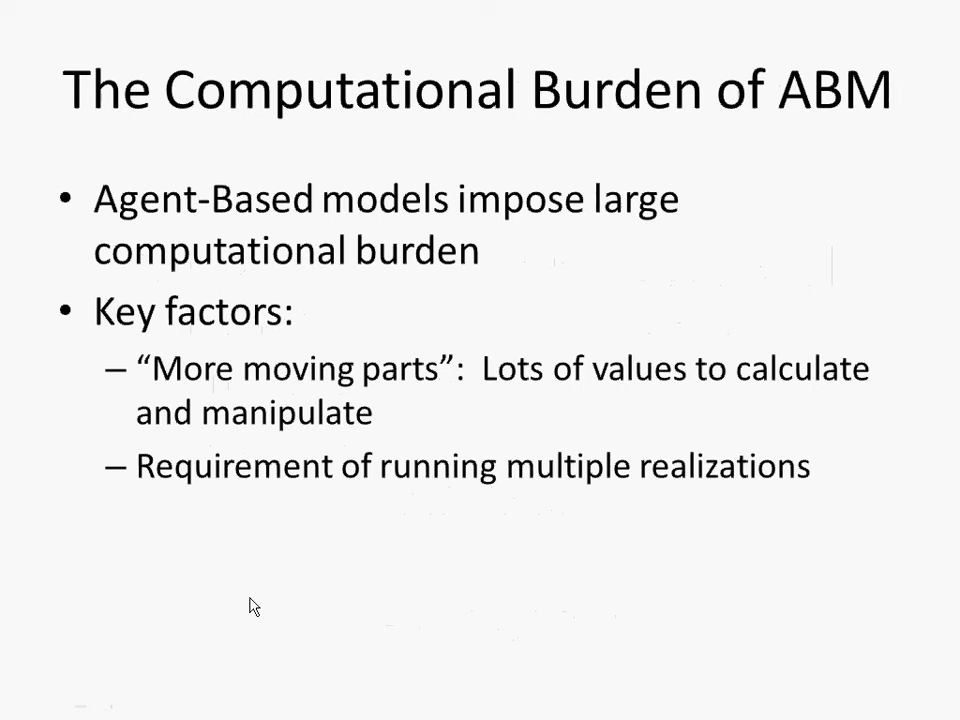 The Computational Burden of ABM
• Agent-Based models impose large
computational burden
• Key factors:
– “More moving parts”:  Lots of values to calculate
and manipulate
– Requirement of running multiple realizations